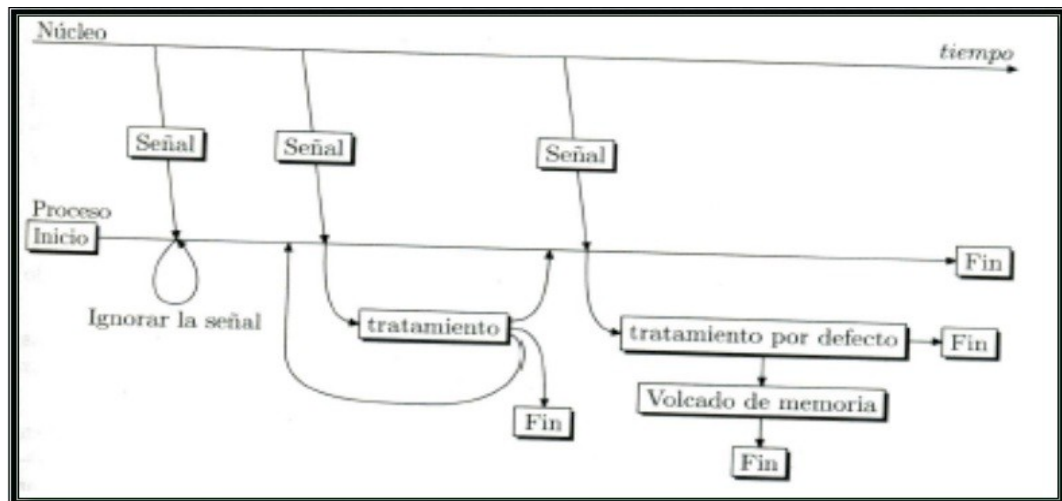 Núcleo
tiempo
Señal
Señal
Señal
Proceso
Inicio
Fin
Ignorar la señal
tratamiento
tratamiento por defecto
Fin
Volcado de memoria
Fin
Fin